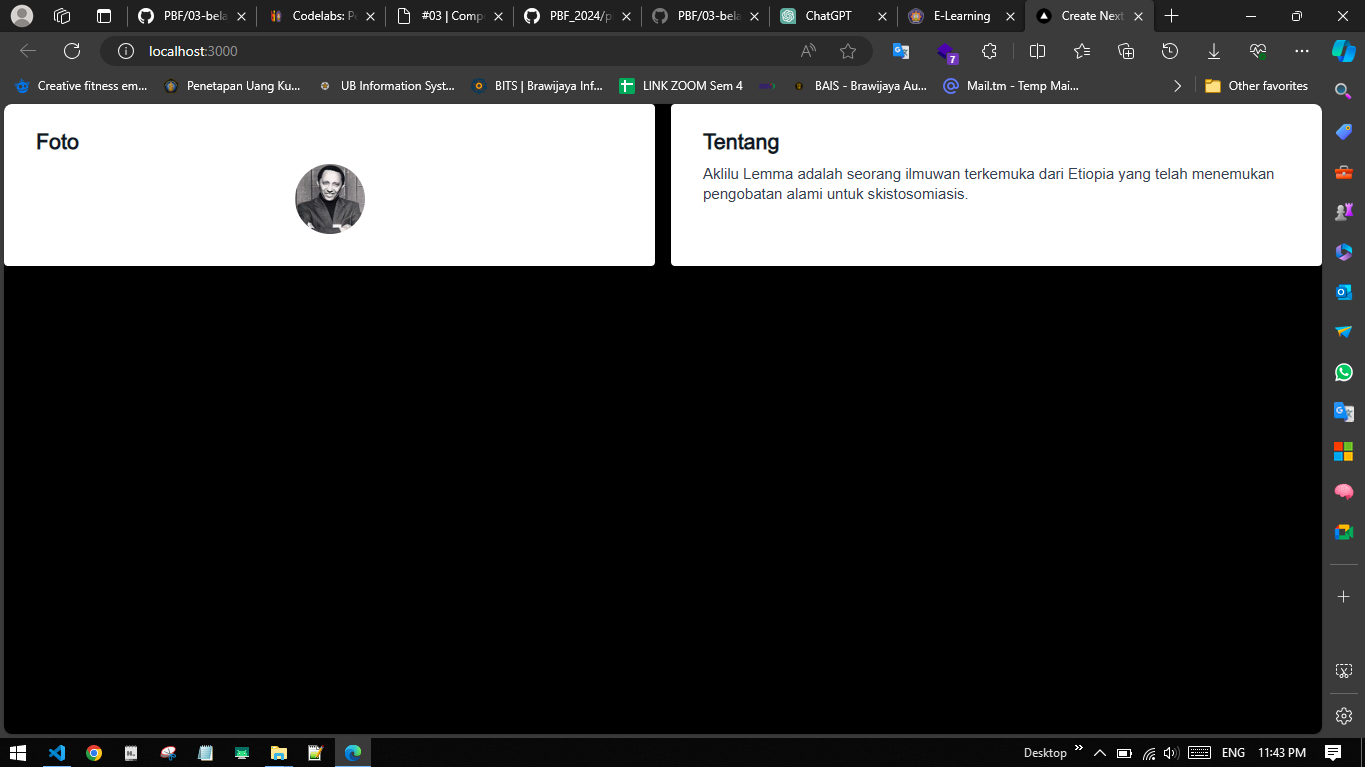 PBF/03-bela
Codelabs: P
#03 | Comp
PBF_2024/p
PBF/03-bela
ChatGPT
E-Learning
Create Next
localhost:3000
7
Creative fitness em...
Penetapan Uang Ku...
UB Information Syst...
BITS | Brawijaya Inf...
LINK ZOOM Sem 4
BAIS - Brawijaya Au...
Mail.tm - Temp Mai...
Other favorites
Foto
Tentang
Aklilu Lemma adalah seorang ilmuwan terkemuka dari Etiopia yang telah menemukan
pengobatan alami untuk skistosomiasis.
Desktop
ENG
11:43 PM